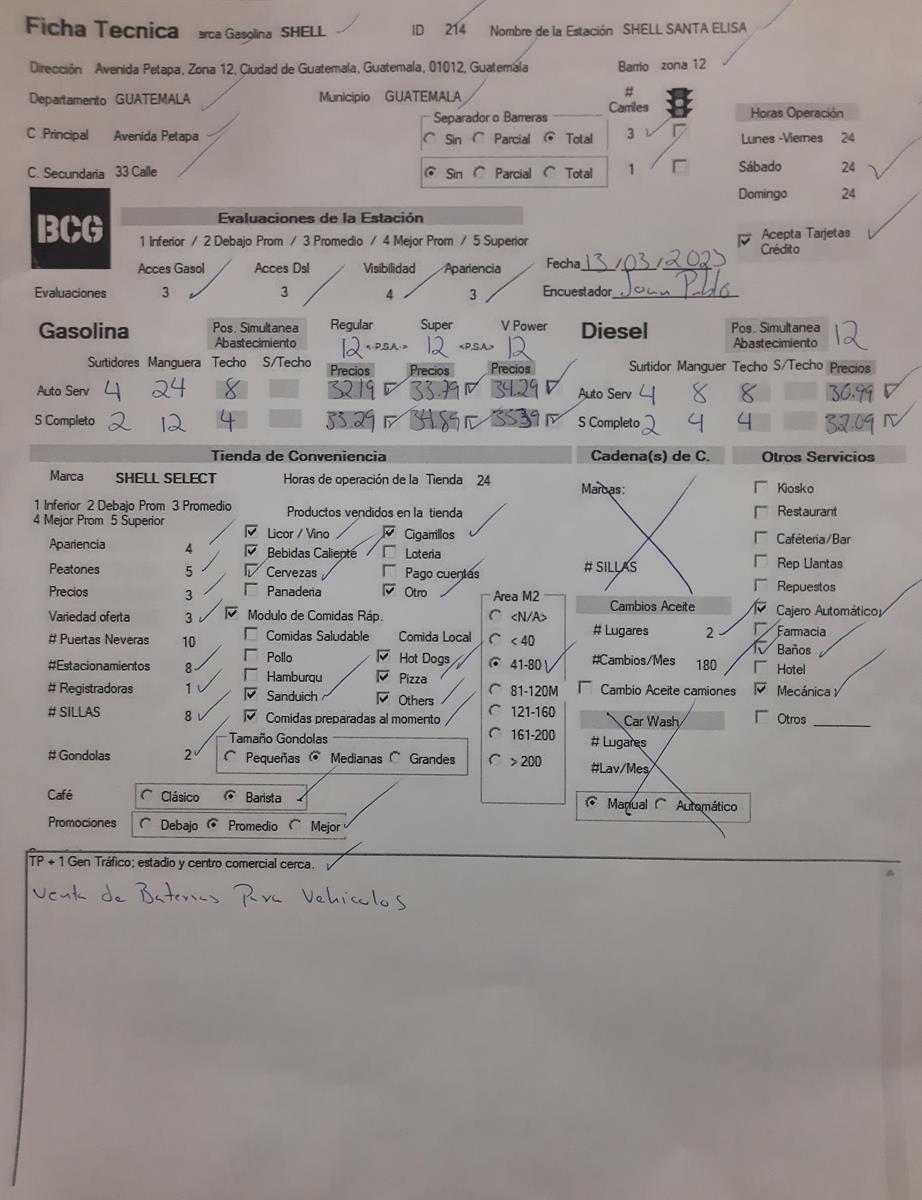 Ficha Tecnica arca Gasolina SHELL ID 214 Nombre de la Estación SHELL SANTA ELISA
Dirección Avenida Petapa, Zona 12, Ciudad de Guatemala, Guatemala, 01012, Guatemala Barrio zona 12
Departamento GUATEMALA Municipio GUATEMALA # Carriles
Separador o Barreras Horas Operación
C .Principal Avenida Petapa Sin Parcial Total 3 Lunes -Viernes 24
C. Secundaria 33 Calle Sin Parcial Total 1 Sábado 24
Domingo 24
BCG
Evaluaciones de la Estación
1 Inferior / 2 Debajo Prom / 3 Promedio / 4 Mejor Prom / 5 Superior
Acepta Tarjetas Crédito
Acces Gasol Acces Dsl Visibilidad Apariencia Fecha 13/03/2023
Evaluaciones 3 3 4 3 Encuestador Juan Pablo
Gasolina Pos. Simultanea Abastecimiento Regular Super V Power
12 <-P.S.A-> 12 <P.S.A> 12
Surtidores Manguera Techo S/Techo Precios Precios Precios
Auto Serv 4 24 8 32.19 33.79 34.29
S Completo 2 12 4 33.29 34.89 35.39
Diesel Pos. Simultanea Abastecimiento 12
Surtidor Manguer Techo S/Techo Precios
Auto Serv 4 8 8 30.99
S Completo 2 4 4 32.09
Tienda de Conveniencia
Marca SHELL SELECT Horas de operación de la Tienda 24
1 Inferior 2 Debajo Prom 3 Promedio
4 Mejor Prom 5 Superior
Apariencia 4
Peatones 5
Precios 3
Variedad oferta 3
# Puertas Neveras 10
#Estacionamientos 8
# Registradoras 1
# SILLAS 8
# Gondolas 2
Productos vendidos en la tienda
Licor / Vino Cigarrillos
Bebidas Caliente Loteria
Cervezas Pago cuentas
Panaderia Otro
Modulo de Comidas Ráp.
Comidas Saludable Comida Local
Pollo Hot Dogs
Hamburqu Pizza
Sanduich Others
Comidas preparadas al momento
Tamaño Gondolas
Pequeñas Medianas Grandes
Café Clásico Barista
Promociones Debajo Promedio Mejor
Area M2
<N/A>
< 40
41-80
81-120M
121-160
161-200
> 200
Cadena(s) de C.
Marcas:
# SILLAS
Cambios Aceite
# Lugares 2
#Cambios/Mes 180
Cambio Aceite camiones
Car Wash
# Lugares
#Lav/Mes
Manual Automático
Otros Servicios
Kiosko
Restaurant
Caféteria/Bar
Rep Llantas
Repuestos
Cajero Automático
Farmacia
Baños
Hotel
Mecánica
Otros
TP + 1 Gen Tráfico; estadio y centro comercial cerca.
Venta de Baterias Para Vehiculos